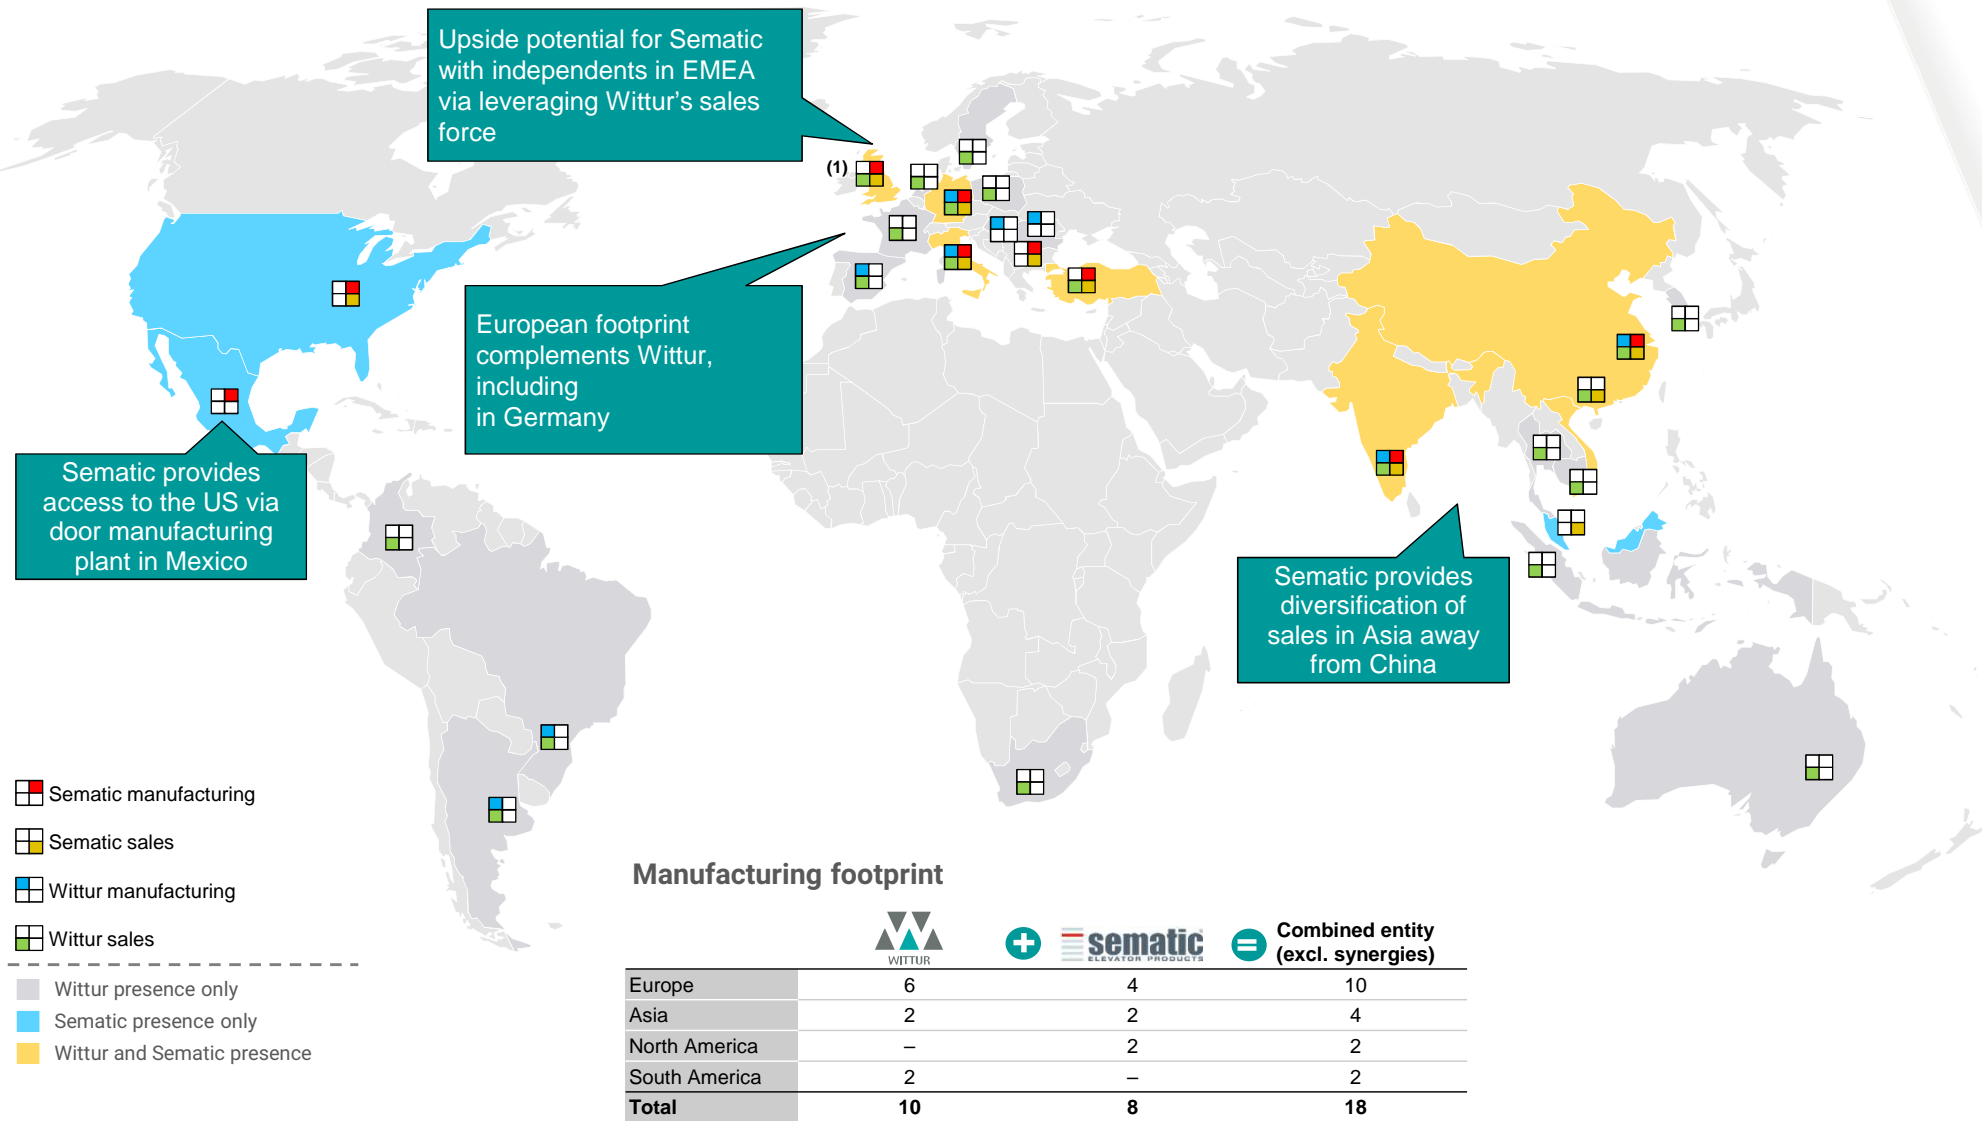 Upside potential for Sematic
with independents in EMEA
via leveraging Wittur’s sales
force
(1)
European footprint
complements Wittur,
including
in Germany
Sematic provides
access to the US via
door manufacturing
plant in Mexico
Sematic provides
diversification of
sales in Asia away
from China
Sematic manufacturing
Sematic sales
Wittur manufacturing
Wittur sales
Wittur presence only
Sematic presence only
Wittur and Sematic presence
Manufacturing footprint
WITTUR + sematic ELEVATOR PRODUCTS = Combined entity
(excl. synergies)
Europe 6 4 10
Asia 2 2 4
North America – 2 2
South America 2 – 2
Total 10 8 18